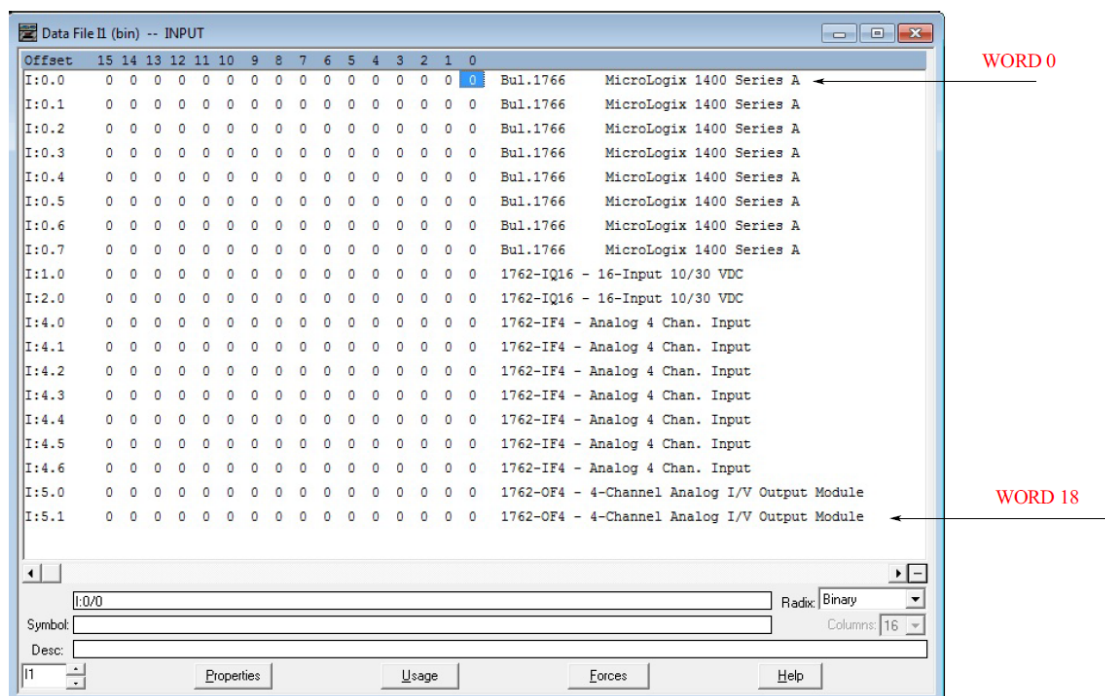 Data File I1 (bin) -- INPUT
Offset 15 14 13 12 11 10 9 8 7 6 5 4 3 2 1 0
I:0.0 0 0 0 0 0 0 0 0 0 0 0 0 0 0 0 0 Bul.1766 MicroLogix 1400 Series A WORD 0
I:0.1 0 0 0 0 0 0 0 0 0 0 0 0 0 0 0 0 Bul.1766 MicroLogix 1400 Series A
I:0.2 0 0 0 0 0 0 0 0 0 0 0 0 0 0 0 0 Bul.1766 MicroLogix 1400 Series A
I:0.3 0 0 0 0 0 0 0 0 0 0 0 0 0 0 0 0 Bul.1766 MicroLogix 1400 Series A
I:0.4 0 0 0 0 0 0 0 0 0 0 0 0 0 0 0 0 Bul.1766 MicroLogix 1400 Series A
I:0.5 0 0 0 0 0 0 0 0 0 0 0 0 0 0 0 0 Bul.1766 MicroLogix 1400 Series A
I:0.6 0 0 0 0 0 0 0 0 0 0 0 0 0 0 0 0 Bul.1766 MicroLogix 1400 Series A
I:0.7 0 0 0 0 0 0 0 0 0 0 0 0 0 0 0 0 Bul.1766 MicroLogix 1400 Series A
I:1.0 0 0 0 0 0 0 0 0 0 0 0 0 0 0 0 0 1762-IQ16 - 16-Input 10/30 VDC
I:2.0 0 0 0 0 0 0 0 0 0 0 0 0 0 0 0 0 1762-IQ16 - 16-Input 10/30 VDC
I:4.0 0 0 0 0 0 0 0 0 0 0 0 0 0 0 0 0 1762-IF4 - Analog 4 Chan. Input
I:4.1 0 0 0 0 0 0 0 0 0 0 0 0 0 0 0 0 1762-IF4 - Analog 4 Chan. Input
I:4.2 0 0 0 0 0 0 0 0 0 0 0 0 0 0 0 0 1762-IF4 - Analog 4 Chan. Input
I:4.3 0 0 0 0 0 0 0 0 0 0 0 0 0 0 0 0 1762-IF4 - Analog 4 Chan. Input
I:4.4 0 0 0 0 0 0 0 0 0 0 0 0 0 0 0 0 1762-IF4 - Analog 4 Chan. Input
I:4.5 0 0 0 0 0 0 0 0 0 0 0 0 0 0 0 0 1762-IF4 - Analog 4 Chan. Input
I:4.6 0 0 0 0 0 0 0 0 0 0 0 0 0 0 0 0 1762-IF4 - Analog 4 Chan. Input
I:5.0 0 0 0 0 0 0 0 0 0 0 0 0 0 0 0 0 1762-OF4 - 4-Channel Analog I/V Output Module
I:5.1 0 0 0 0 0 0 0 0 0 0 0 0 0 0 0 0 1762-OF4 - 4-Channel Analog I/V Output Module WORD 18
I:0/0 Radix: Binary
Symbol: Columns: 16
Desc:
I1 Properties Usage Forces Help